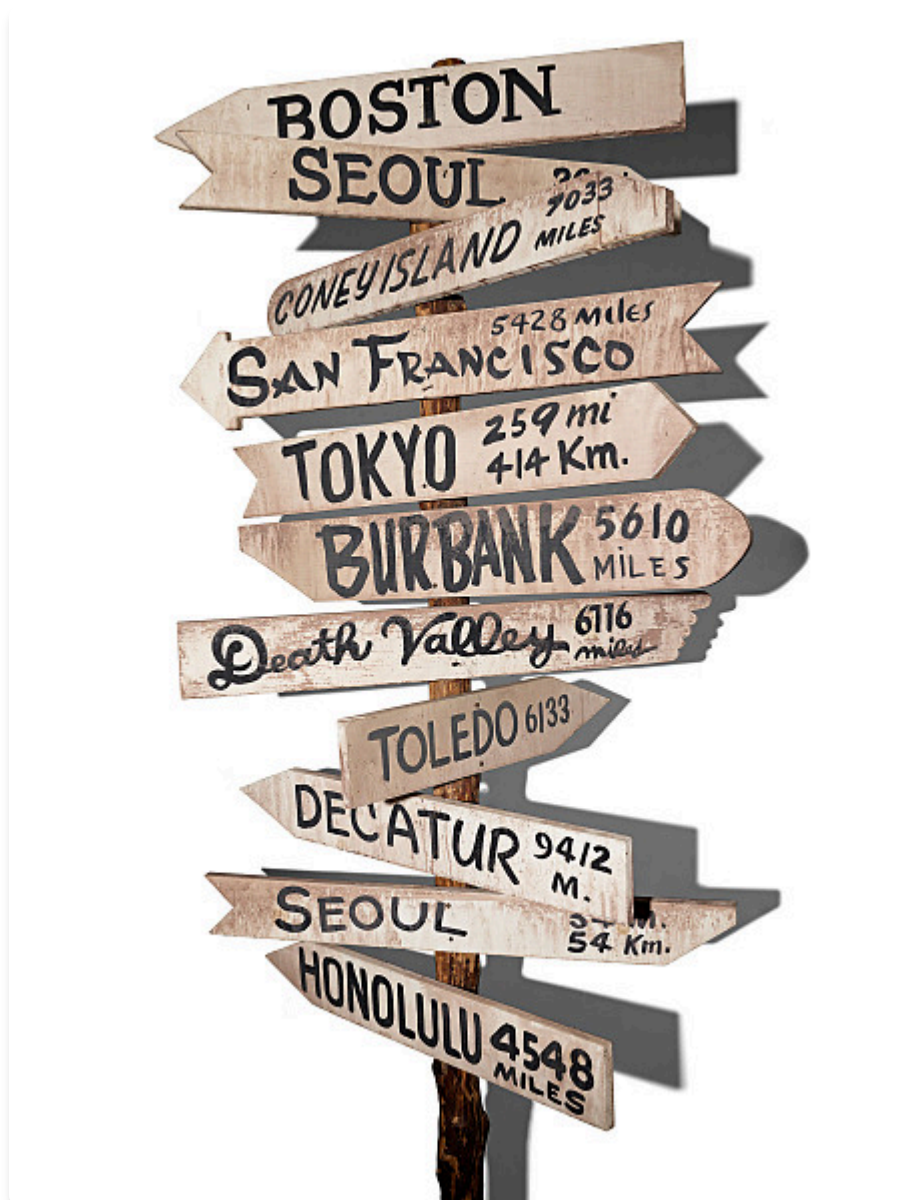 BOSTON
SEOUL
CONEY ISLAND 7033
MILES
5428 MILES
SAN FRANCISCO
TOKYO 259 mi
414 Km.
BURBANK 5610
MiLES
Death Valley 6116
miles
TOLEDO 6133
DECATUR 9412
M.
SEOUL M.
54 Km.
HONOLULU 4548
MILES